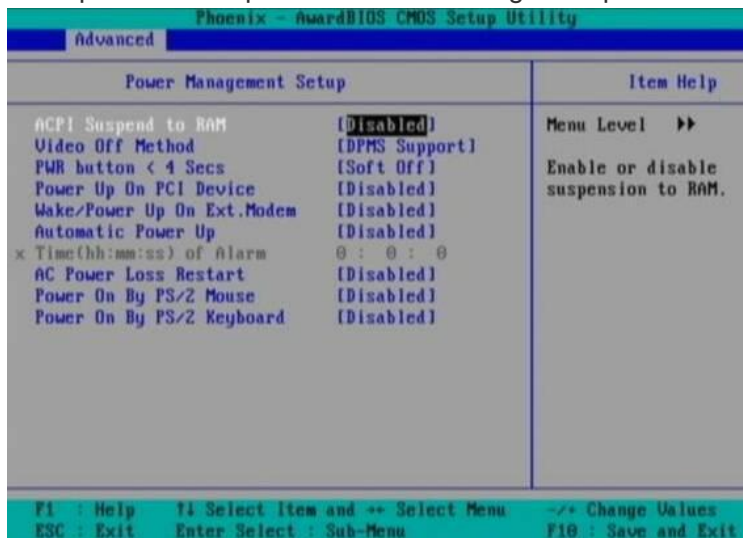 Phoenix - AwardBIOS CMOS Setup Utility
Advanced
Power Management Setup
Item Help
ACPI Suspend to RAM [Disabled]
Video Off Method [DPMS Support]
PWR button < 4 Secs [Soft Off]
Power Up On PCI Device [Disabled]
Wake/Power Up On Ext.Modem [Disabled]
Automatic Power Up [Disabled]
x Time(hh:mm:ss) of Alarm 0 : 0 : 0
AC Power Loss Restart [Disabled]
Power On By PS/2 Mouse [Disabled]
Power On By PS/2 Keyboard [Disabled]
Menu Level ►►
Enable or disable
suspension to RAM.
F1 : Help ↑↓ Select Item and ↔ Select Menu -/+ Change Values
ESC : Exit Enter Select : Sub-Menu F10 : Save and Exit